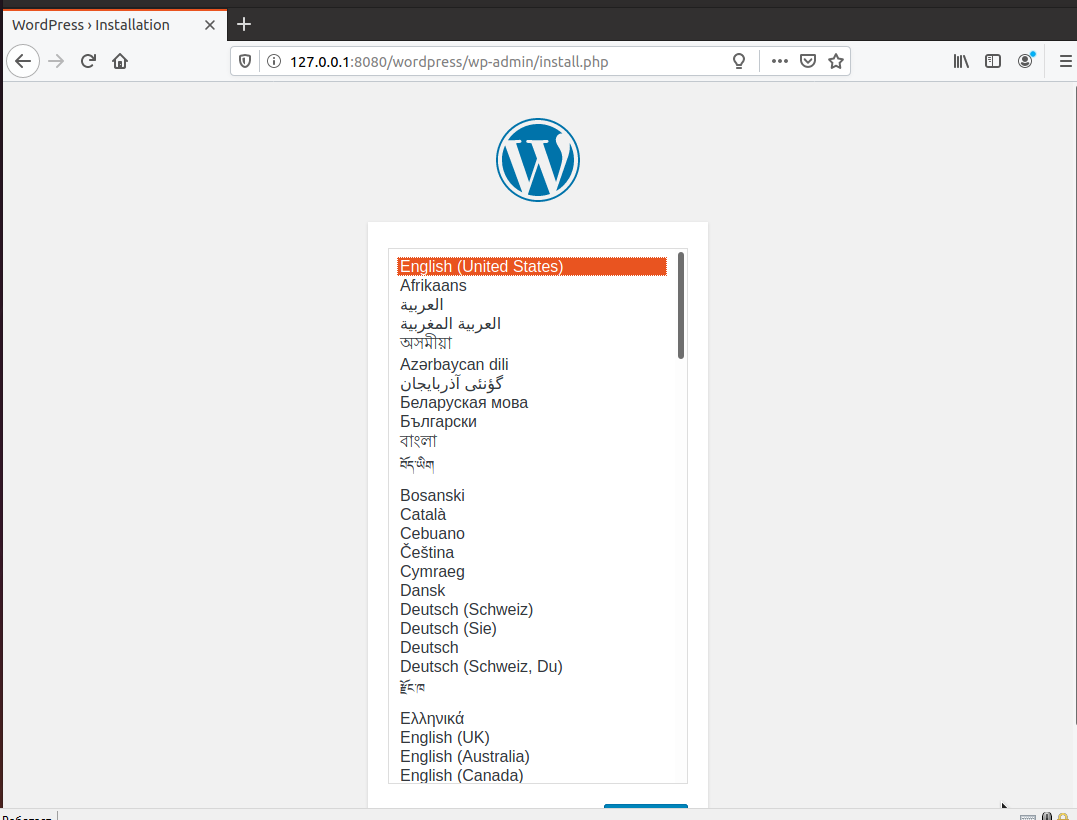 WordPress › Installation
127.0.0.1:8080/wordpress/wp-admin/install.php
English (United States)
Afrikaans
العربية
العربية المغربية
অসমীয়া
Azərbaycan dili
گؤنئی آذربایجان
Беларуская мова
Български
বাংলা
བོད་ཡིག
Bosanski
Català
Cebuano
Čeština
Cymraeg
Dansk
Deutsch (Schweiz)
Deutsch (Sie)
Deutsch
Deutsch (Schweiz, Du)
རྫོང་ཁ
Ελληνικά
English (UK)
English (Australia)
English (Canada)